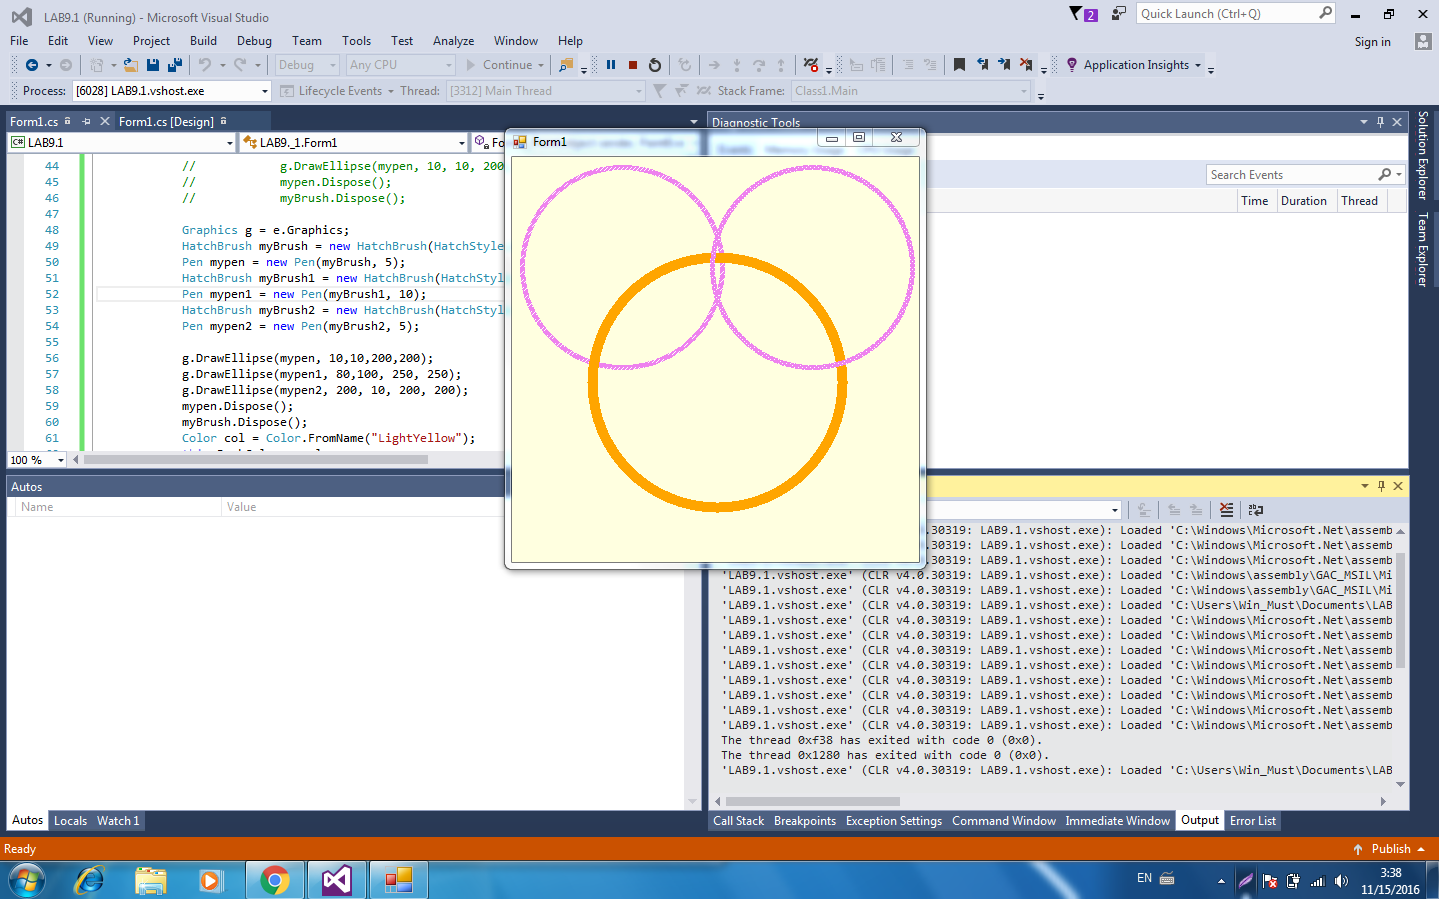 LAB9.1 (Running) - Microsoft Visual Studio
2
Quick Launch (Ctrl+Q)
File Edit View Project Build Debug Team Tools Test Analyze Window Help
Sign in
Debug Any CPU Continue Application Insights
Process: [6028] LAB9.1.vshost.exe Lifecycle Events Thread: [3312] Main Thread Stack Frame: Class1.Main
Form1.cs Form1.cs [Design] Diagnostic Tools
C# LAB9.1 LAB9._1.Form1 Fo
Form1
Search Events
Time Duration Thread
44 // g.DrawEllipse(mypen, 10, 10, 200
45 // mypen.Dispose();
46 // myBrush.Dispose();
47
48 Graphics g = e.Graphics;
49 HatchBrush myBrush = new HatchBrush(HatchStyle
50 Pen mypen = new Pen(myBrush, 5);
51 HatchBrush myBrush1 = new HatchBrush(HatchStyl
52 Pen mypen1 = new Pen(myBrush1, 10);
53 HatchBrush myBrush2 = new HatchBrush(HatchStyl
54 Pen mypen2 = new Pen(myBrush2, 5);
55
56 g.DrawEllipse(mypen, 10,10,200,200);
57 g.DrawEllipse(mypen1, 80,100, 250, 250);
58 g.DrawEllipse(mypen2, 200, 10, 200, 200);
59 mypen.Dispose();
60 myBrush.Dispose();
61 Color col = Color.FromName("LightYellow");
100 %
Solution Explorer
Team Explorer
Autos
Name Value
0.30319: LAB9.1.vshost.exe): Loaded 'C:\Windows\Microsoft.Net\assemb
0.30319: LAB9.1.vshost.exe): Loaded 'C:\Windows\Microsoft.Net\assemb
0.30319: LAB9.1.vshost.exe): Loaded 'C:\Windows\Microsoft.Net\assemb
'LAB9.1.vshost.exe' (CLR v4.0.30319: LAB9.1.vshost.exe): Loaded 'C:\Windows\assembly\GAC_MSIL\Mi
'LAB9.1.vshost.exe' (CLR v4.0.30319: LAB9.1.vshost.exe): Loaded 'C:\Windows\assembly\GAC_MSIL\Mi
'LAB9.1.vshost.exe' (CLR v4.0.30319: LAB9.1.vshost.exe): Loaded 'C:\Users\Win_Must\Documents\LAB
'LAB9.1.vshost.exe' (CLR v4.0.30319: LAB9.1.vshost.exe): Loaded 'C:\Windows\Microsoft.Net\assemb
'LAB9.1.vshost.exe' (CLR v4.0.30319: LAB9.1.vshost.exe): Loaded 'C:\Windows\Microsoft.Net\assemb
'LAB9.1.vshost.exe' (CLR v4.0.30319: LAB9.1.vshost.exe): Loaded 'C:\Windows\Microsoft.Net\assemb
'LAB9.1.vshost.exe' (CLR v4.0.30319: LAB9.1.vshost.exe): Loaded 'C:\Windows\Microsoft.Net\assemb
'LAB9.1.vshost.exe' (CLR v4.0.30319: LAB9.1.vshost.exe): Loaded 'C:\Windows\Microsoft.Net\assemb
'LAB9.1.vshost.exe' (CLR v4.0.30319: LAB9.1.vshost.exe): Loaded 'C:\Windows\Microsoft.Net\assemb
'LAB9.1.vshost.exe' (CLR v4.0.30319: LAB9.1.vshost.exe): Loaded 'C:\Windows\Microsoft.Net\assemb
'LAB9.1.vshost.exe' (CLR v4.0.30319: LAB9.1.vshost.exe): Loaded 'C:\Windows\Microsoft.Net\assemb
The thread 0xf38 has exited with code 0 (0x0).
The thread 0x1280 has exited with code 0 (0x0).
'LAB9.1.vshost.exe' (CLR v4.0.30319: LAB9.1.vshost.exe): Loaded 'C:\Users\Win_Must\Documents\LAB
Autos Locals Watch 1
Call Stack Breakpoints Exception Settings Command Window Immediate Window Output Error List
Ready
Publish
EN
3:38
11/15/2016